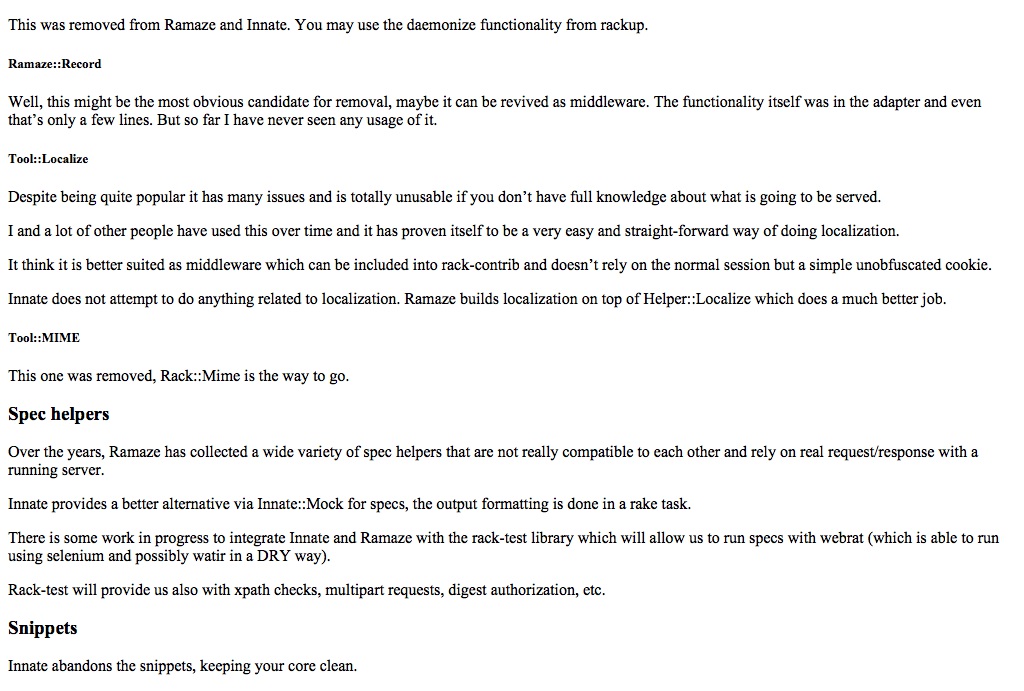 This was removed from Ramaze and Innate. You may use the daemonize functionality from rackup.
Ramaze::Record
Well, this might be the most obvious candidate for removal, maybe it can be revived as middleware. The functionality itself was in the adapter and even
that’s only a few lines. But so far I have never seen any usage of it.
Tool::Localize
Despite being quite popular it has many issues and is totally unusable if you don’t have full knowledge about what is going to be served.
I and a lot of other people have used this over time and it has proven itself to be a very easy and straight-forward way of doing localization.
It think it is better suited as middleware which can be included into rack-contrib and doesn’t rely on the normal session but a simple unobfuscated cookie.
Innate does not attempt to do anything related to localization. Ramaze builds localization on top of Helper::Localize which does a much better job.
Tool::MIME
This one was removed, Rack::Mime is the way to go.
Spec helpers
Over the years, Ramaze has collected a wide variety of spec helpers that are not really compatible to each other and rely on real request/response with a
running server.
Innate provides a better alternative via Innate::Mock for specs, the output formatting is done in a rake task.
There is some work in progress to integrate Innate and Ramaze with the rack-test library which will allow us to run specs with webrat (which is able to run
using selenium and possibly watir in a DRY way).
Rack-test will provide us also with xpath checks, multipart requests, digest authorization, etc.
Snippets
Innate abandons the snippets, keeping your core clean.